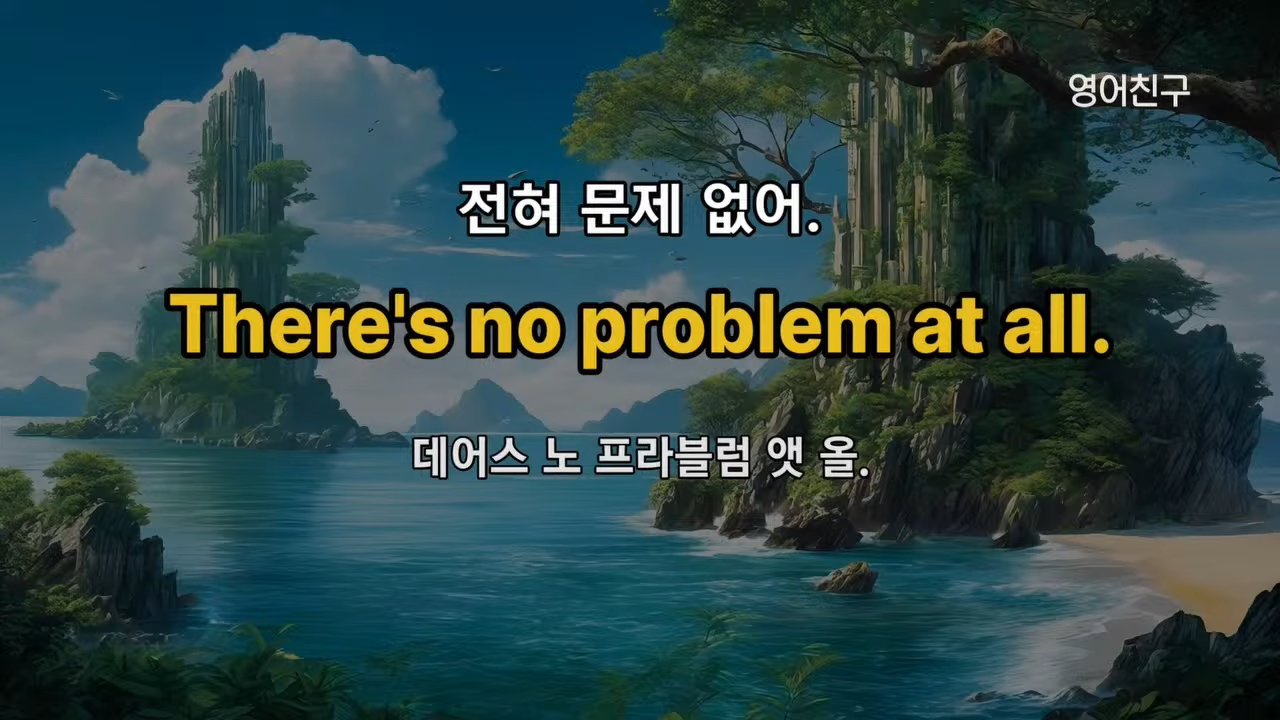 영어친구
전혀 문제 없어.
There's no problem at all.
데어스 노 프라블럼 앳 올.